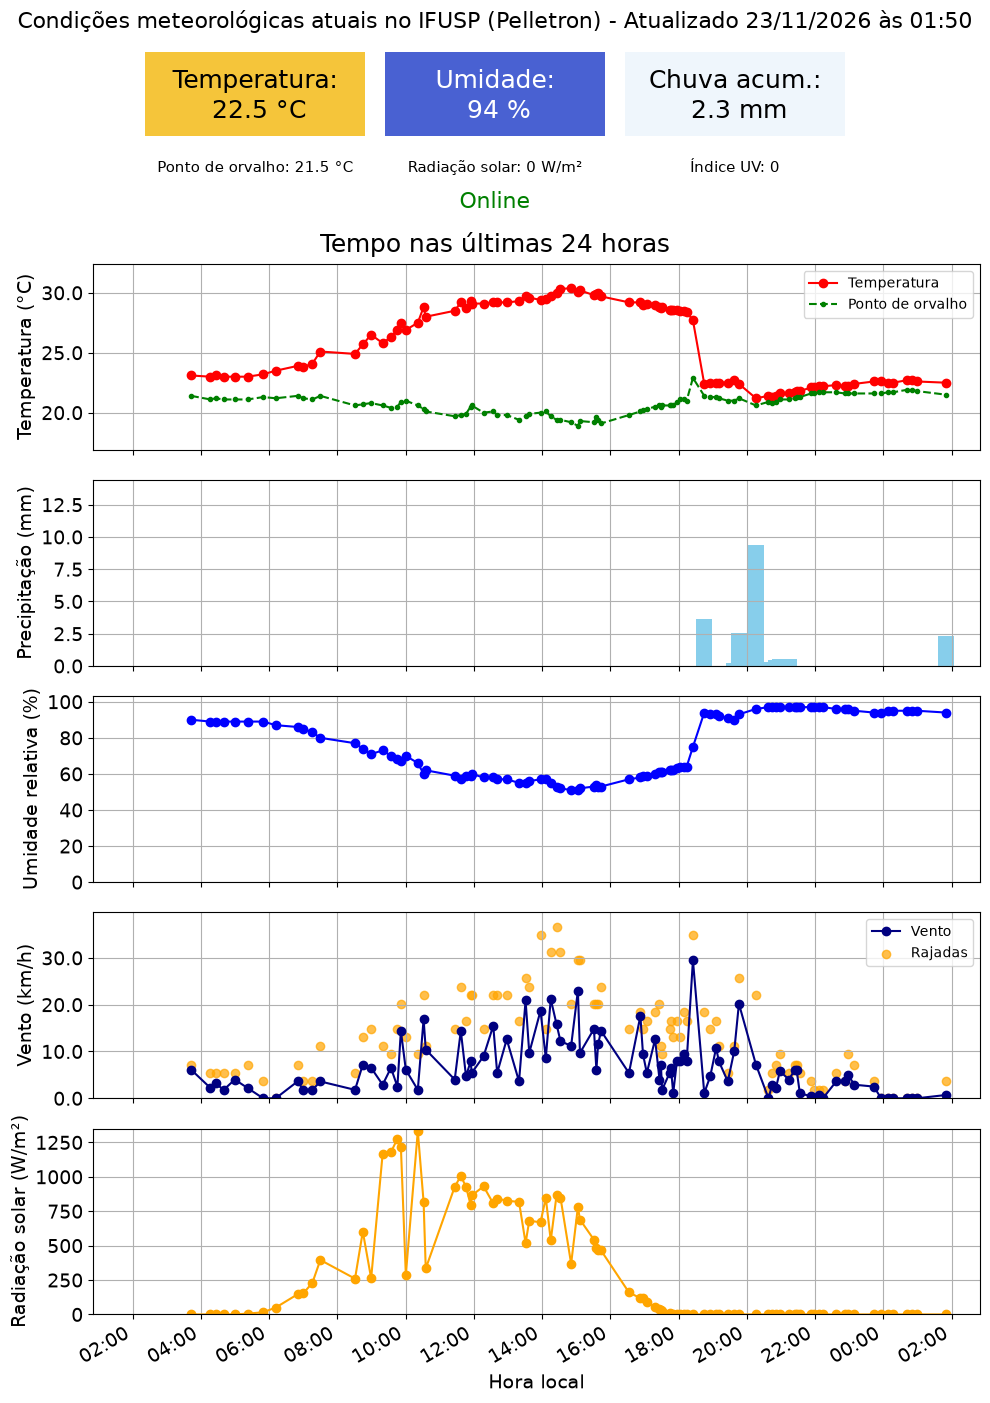 Condições meteorológicas atuais no IFUSP (Pelletron) - Atualizado 23/11/2026 às 01:50
Temperatura:
22.5 °C
Umidade:
94 %
Chuva acum.:
2.3 mm
Ponto de orvalho: 21.5 °C
Radiação solar: 0 W/m²
Índice UV: 0
Online
Tempo nas últimas 24 horas
Temperatura (°C)
30.0
25.0
20.0
Temperatura
Ponto de orvalho
Precipitação (mm)
12.5
10.0
7.5
5.0
2.5
0.0
Umidade relativa (%)
100
80
60
40
20
0
Vento (km/h)
30.0
20.0
10.0
0.0
Vento
Rajadas
Radiação solar (W/m²)
1250
1000
750
500
250
0
02:00 04:00 06:00 08:00 10:00 12:00 14:00 16:00 18:00 20:00 22:00 00:00 02:00
Hora local